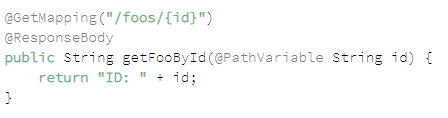 @GetMapping("/foos/{id}")
@ResponseBody
public String getFooById(@PathVariable String id) {
    return "ID: " + id;
}